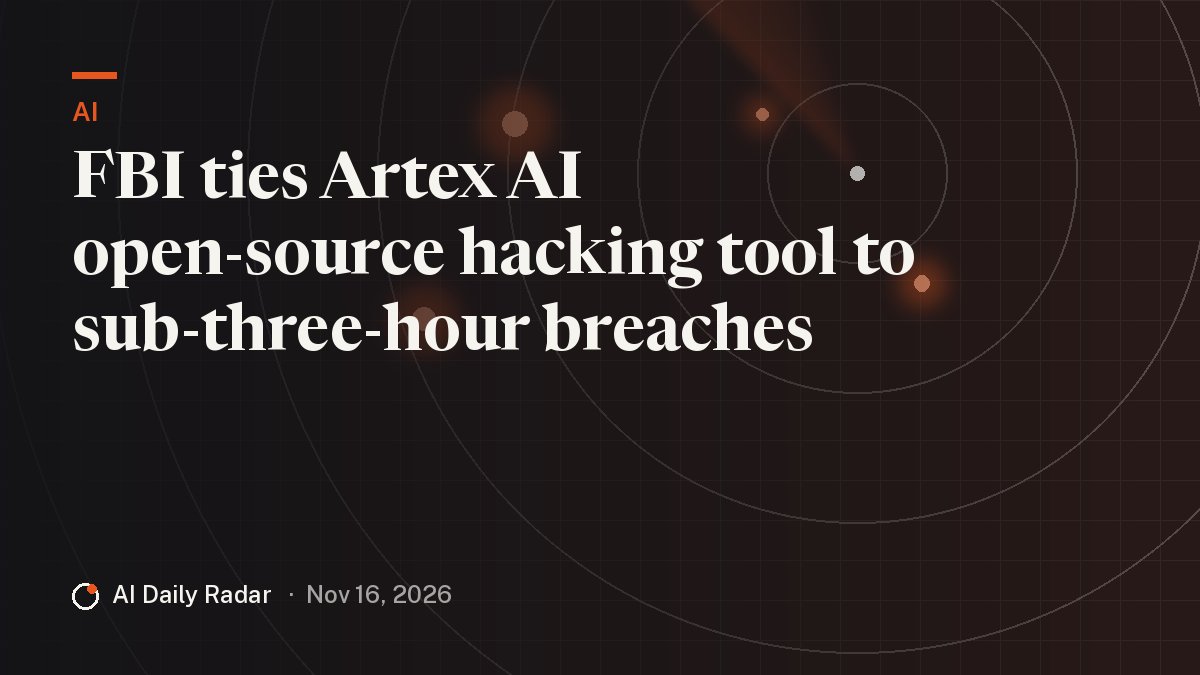 AI
FBI ties Artex AI
open-source hacking tool to
sub-three-hour breaches
AI Daily Radar · Nov 16, 2026